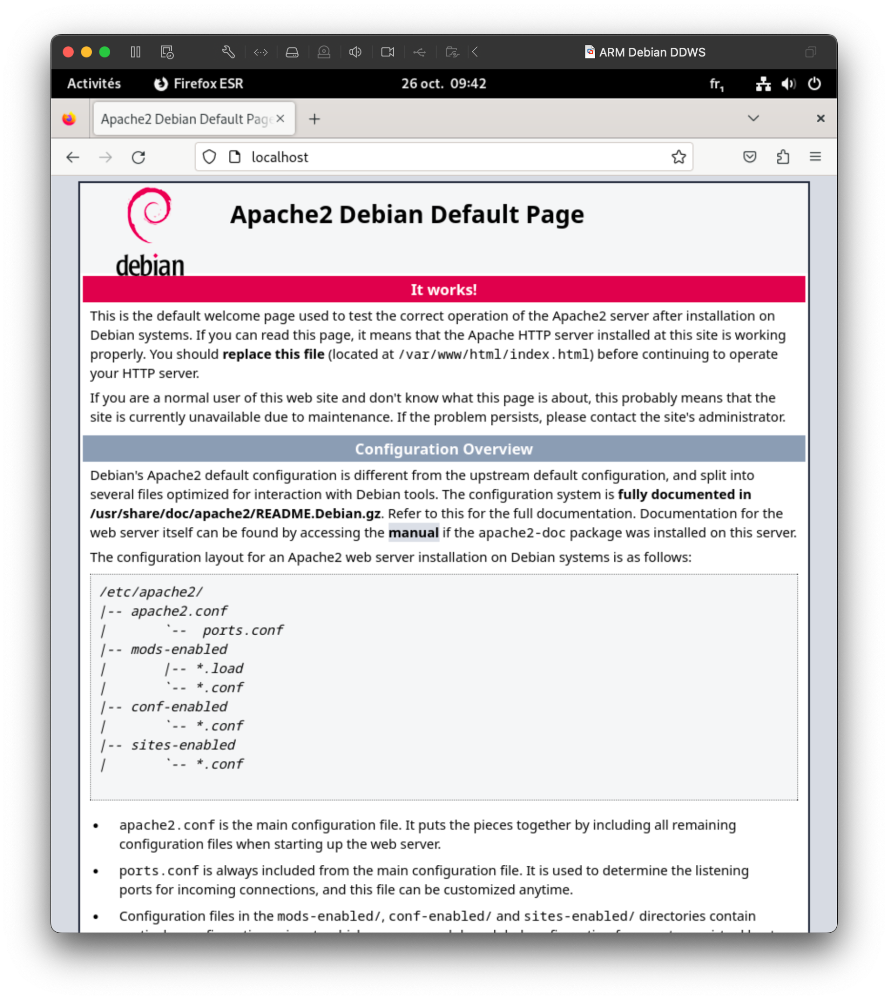 ARM Debian DDWS
Activités Firefox ESR 26 oct. 09:42 fr1
Apache2 Debian Default Page
localhost
debian
Apache2 Debian Default Page
It works!
This is the default welcome page used to test the correct operation of the Apache2 server after installation on
Debian systems. If you can read this page, it means that the Apache HTTP server installed at this site is working
properly. You should replace this file (located at /var/www/html/index.html) before continuing to operate
your HTTP server.
If you are a normal user of this web site and don't know what this page is about, this probably means that the
site is currently unavailable due to maintenance. If the problem persists, please contact the site's administrator.
Configuration Overview
Debian's Apache2 default configuration is different from the upstream default configuration, and split into
several files optimized for interaction with Debian tools. The configuration system is fully documented in
/usr/share/doc/apache2/README.Debian.gz. Refer to this for the full documentation. Documentation for the
web server itself can be found by accessing the manual if the apache2-doc package was installed on this server.
The configuration layout for an Apache2 web server installation on Debian systems is as follows:
/etc/apache2/
|-- apache2.conf
|       `--  ports.conf
|-- mods-enabled
|       |-- *.load
|       `-- *.conf
|-- conf-enabled
|       `-- *.conf
|-- sites-enabled
|       `-- *.conf
• apache2.conf is the main configuration file. It puts the pieces together by including all remaining
configuration files when starting up the web server.
• ports.conf is always included from the main configuration file. It is used to determine the listening
ports for incoming connections, and this file can be customized anytime.
• Configuration files in the mods-enabled/, conf-enabled/ and sites-enabled/ directories contain